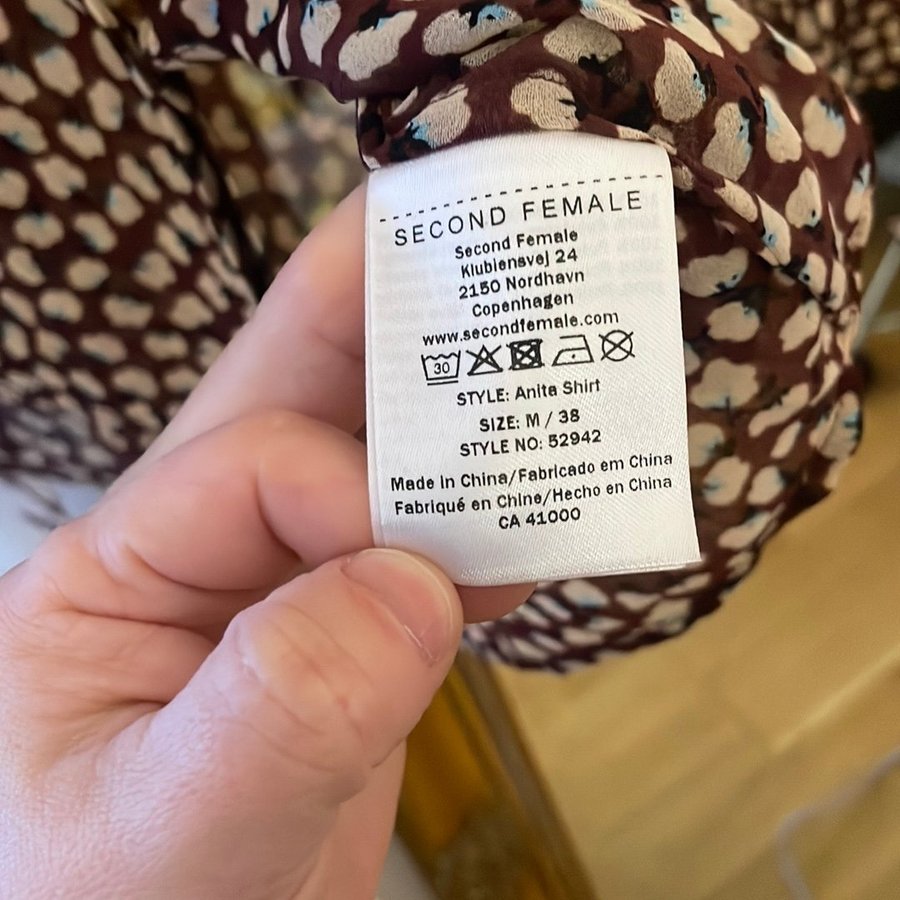 SECOND FEMALE
Second Female
Klubiensvej 24
2150 Nordhavn
Copenhagen
www.secondfemale.com
30
STYLE: Anita Shirt
SIZE: M / 38
STYLE NO: 52942
Made in China/Fabricado em China
Fabriqué en Chine/Hecho en China
CA 41000